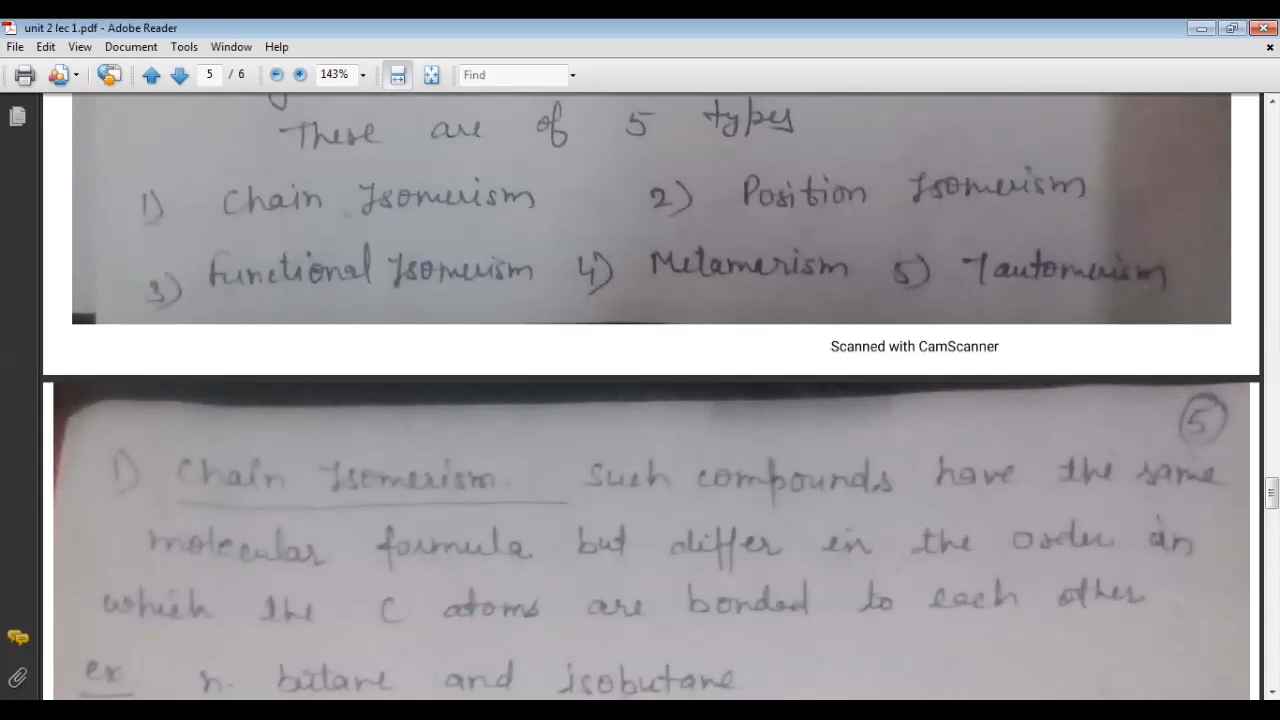 unit 2 lec 1.pdf - Adobe Reader
File Edit View Document Tools Window Help
5 / 6 143% Find
There are of 5 types
1) Chain Isomerism 2) Position Isomerism
3) Functional Isomerism 4) Metamerism 5) Tautomerism
Scanned with CamScanner
5
1) Chain Isomerism Such compounds have the same
molecular formula but differ in the order in
which the C atoms are bonded to each other
ex n. butane and isobutane